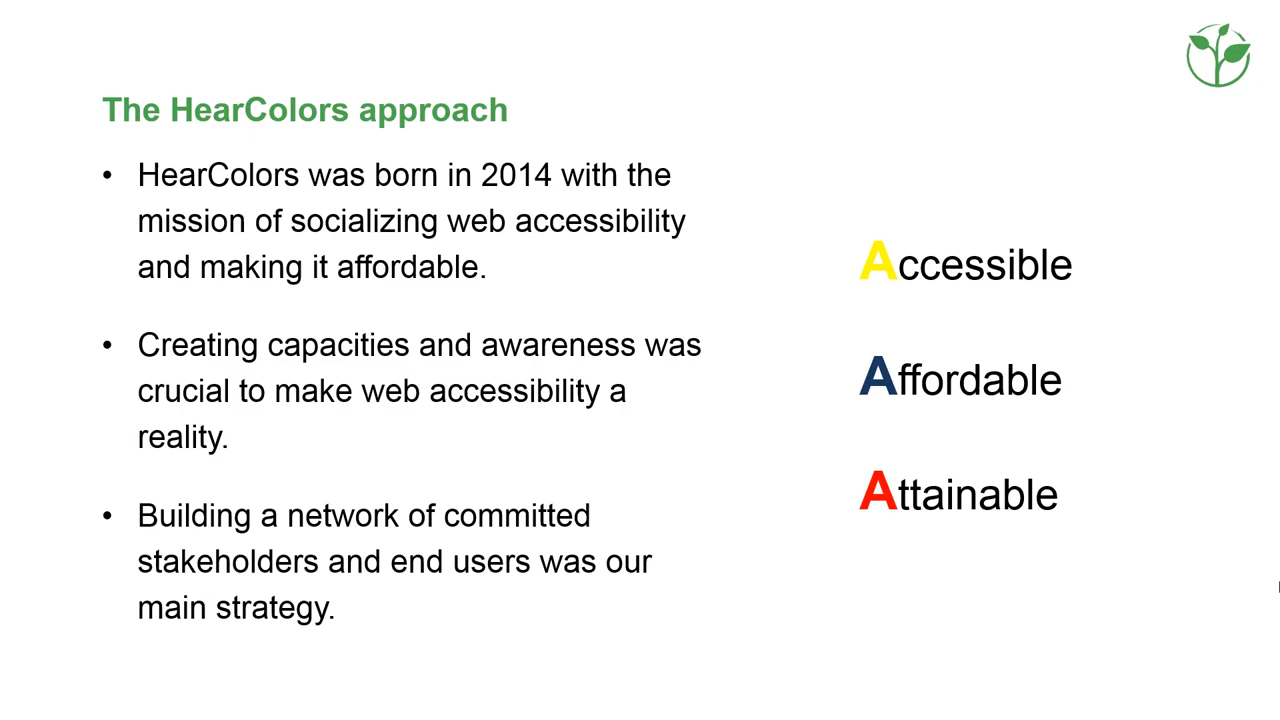 The HearColors approach
• HearColors was born in 2014 with the
mission of socializing web accessibility
and making it affordable.
• Creating capacities and awareness was
crucial to make web accessibility a
reality.
• Building a network of committed
stakeholders and end users was our
main strategy.
Accessible
Affordable
Attainable